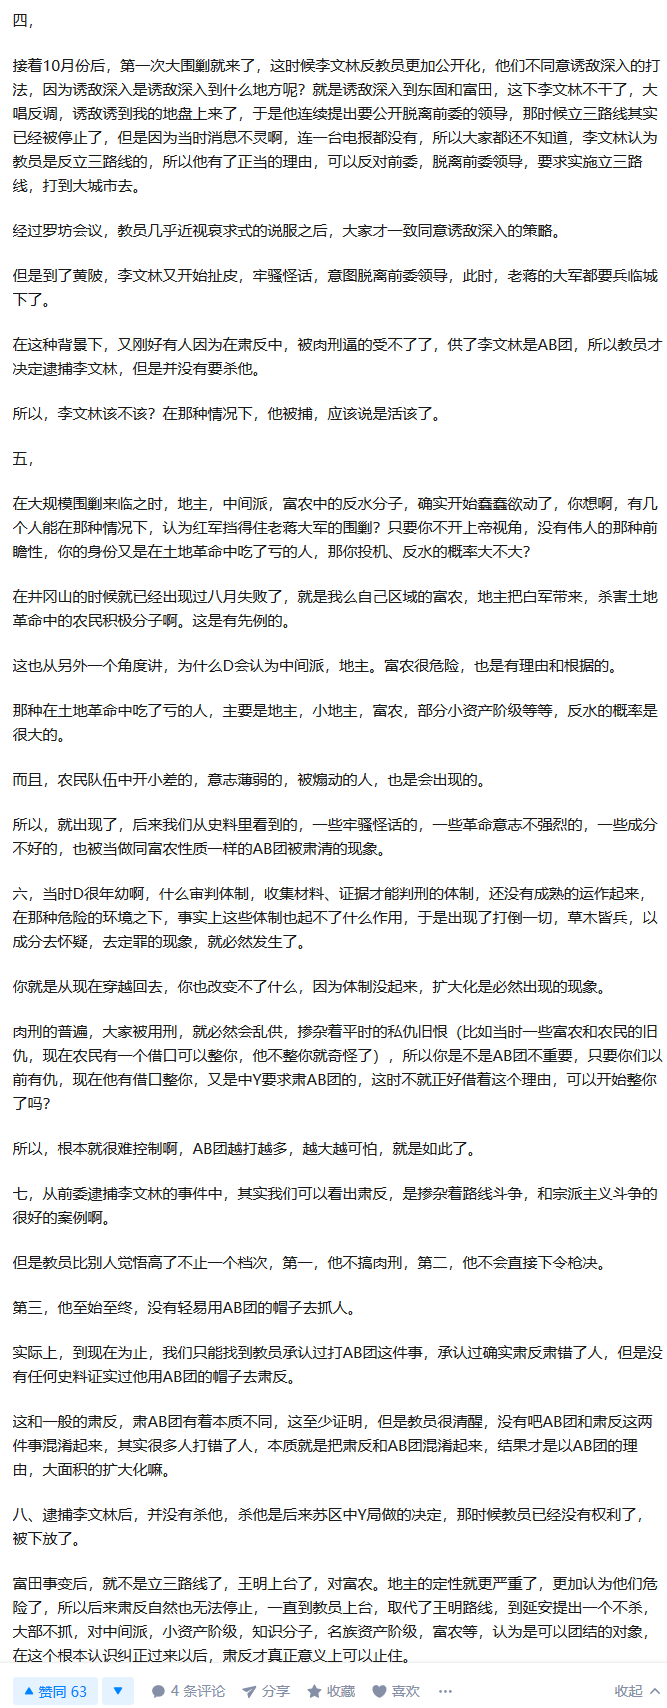 四，
接着10月份后，第一次大围剿就来了，这时候李文林反教员更加公开化，他们不同意诱敌深入的打
法，因为诱敌深入是诱敌深入到什么地方呢？就是诱敌深入到东固和富田，这下李文林不干了，大
唱反调，诱敌诱到我的地盘上来了，于是他连续提出要公开脱离前委的领导，那时候立三路线其实
已经被停止了，但是因为当时消息不灵啊，连一台电报都没有，所以大家都还不知道，李文林认为
教员是反立三路线的，所以他有了正当的理由，可以反对前委，脱离前委领导，要求实施立三路
线，打到大城市去。
经过罗坊会议，教员几乎近视哀求式的说服之后，大家才一致同意诱敌深入的策略。
但是到了黄陂，李文林又开始扯皮，牢骚怪话，意图脱离前委领导，此时，老蒋的大军都要兵临城
下了。
在这种背景下，又刚好有人因为在肃反中，被肉刑逼的受不了了，供了李文林是AB团，所以教员才
决定逮捕李文林，但是并没有要杀他。
所以，李文林该不该？在那种情况下，他被捕，应该说是活该了。
五，
在大规模围剿来临之时，地主，中间派，富农中的反水分子，确实开始蠢蠢欲动了，你想啊，有几
个人能在那种情况下，认为红军挡得住老蒋大军的围剿？只要你不开上帝视角，没有伟人的那种前
瞻性，你的身份又是在土地革命中吃了亏的人，那你投机、反水的概率大不大？
在井冈山的时候就已经出现过八月失败了，就是我么自己区域的富农，地主把白军带来，杀害土地
革命中的农民积极分子啊。这是有先例的。
这也从另外一个角度讲，为什么D会认为中间派，地主。富农很危险，也是有理由和根据的。
那种在土地革命中吃了亏的人，主要是地主，小地主，富农，部分小资产阶级等等，反水的概率是
很大的。
而且，农民队伍中开小差的，意志薄弱的，被煽动的人，也是会出现的。
所以，就出现了，后来我们从史料里看到的，一些牢骚怪话的，一些革命意志不强烈的，一些成分
不好的，也被当做同富农性质一样的AB团被肃清的现象。
六，当时D很年幼啊，什么审判体制，收集材料、证据才能判刑的体制，还没有成熟的运作起来，
在那种危险的环境之下，事实上这些体制也起不了什么作用，于是出现了打倒一切，草木皆兵，以
成分去怀疑，去定罪的现象，就必然发生了。
你就是从现在穿越回去，你也改变不了什么，因为体制没起来，扩大化是必然出现的现象。
肉刑的普遍，大家被用刑，就必然会乱供，掺杂着平时的私仇旧恨（比如当时一些富农和农民的旧
仇，现在农民有一个借口可以整你，他不整你就奇怪了），所以你是不是AB团不重要，只要你们以
前有仇，现在他有借口整你，又是中Y要求肃AB团的，这时不就正好借着这个理由，可以开始整你
了吗？
所以，根本就很难控制啊，AB团越打越多，越大越可怕，就是如此了。
七，从前委逮捕李文林的事件中，其实我们可以看出肃反，是掺杂着路线斗争，和宗派主义斗争的
很好的案例啊。
但是教员比别人觉悟高了不止一个档次，第一，他不搞肉刑，第二，他不会直接下令枪决。
第三，他至始至终，没有轻易用AB团的帽子去抓人。
实际上，到现在为止，我们只能找到教员承认过打AB团这件事，承认过确实肃反肃错了人，但是没
有任何史料证实过他用AB团的帽子去肃反。
这和一般的肃反，肃AB团有着本质不同，这至少证明，但是教员很清醒，没有吧AB团和肃反这两
件事混淆起来，其实很多人打错了人，本质就是把肃反和AB团混淆起来，结果才是以AB团的理
由，大面积的扩大化嘛。
八、逮捕李文林后，并没有杀他，杀他是后来苏区中Y局做的决定，那时候教员已经没有权利了，
被下放了。
富田事变后，就不是立三路线了，王明上台了，对富农。地主的定性就更严重了，更加认为他们危
险了，所以后来肃反自然也无法停止，一直到教员上台，取代了王明路线，到延安提出一个不杀，
大部不抓，对中间派，小资产阶级，知识分子，名族资产阶级，富农等，认为是可以团结的对象，
在这个根本认识纠正过来以后，肃反才真正意义上可以止住。
赞同 63 4 条评论 分享 收藏 喜欢 收起